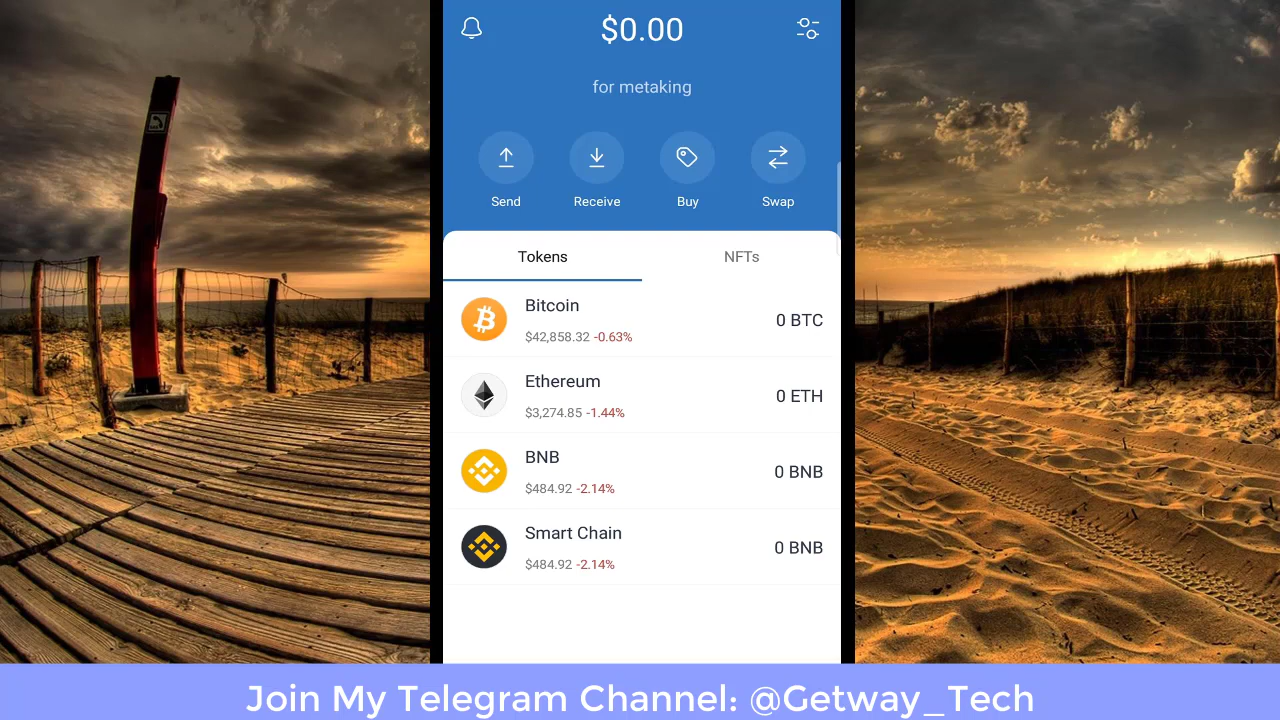 $0.00
for metaking
Send Receive Buy Swap
Tokens NFTs
Bitcoin
0 BTC
$42,858.32 -0.63%
Ethereum
0 ETH
$3,274.85 -1.44%
BNB
0 BNB
$484.92 -2.14%
Smart Chain
0 BNB
$484.92 -2.14%
Join My Telegram Channel: @Getway_Tech